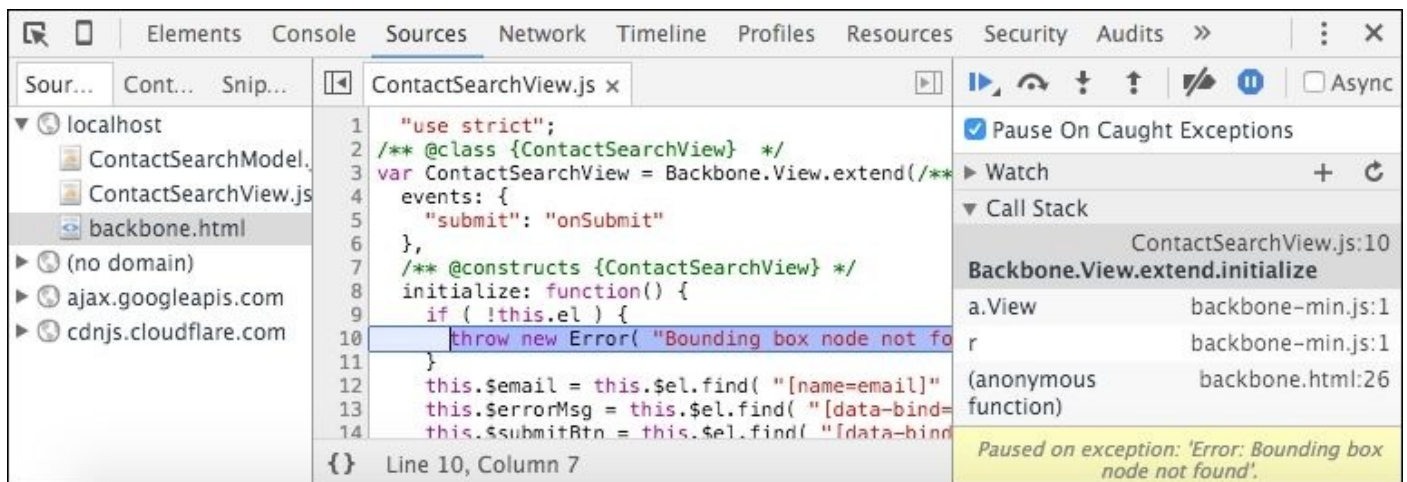 Elements Console Sources Network Timeline Profiles Resources Security Audits »
Sour... Cont... Snip...
localhost
ContactSearchModel.
ContactSearchView.js
backbone.html
(no domain)
ajax.googleapis.com
cdnjs.cloudflare.com
ContactSearchView.js ×
1 "use strict";
2 /** @class {ContactSearchView} */
3 var ContactSearchView = Backbone.View.extend(/**
4 events: {
5 "submit": "onSubmit"
6 },
7 /** @constructs {ContactSearchView} */
8 initialize: function() {
9 if ( !this.el ) {
10 throw new Error( "Bounding box node not fo
11 }
12 this.$email = this.$el.find( "[name=email]"
13 this.$errorMsg = this.$el.find( "[data-bind=
14 this.$submitBtn = this.$el.find( "[data-bind
{} Line 10, Column 7
Async
Pause On Caught Exceptions
Watch
Call Stack
ContactSearchView.js:10
Backbone.View.extend.initialize
a.View backbone-min.js:1
r backbone-min.js:1
(anonymous backbone.html:26
function)
Paused on exception: 'Error: Bounding box
node not found'.